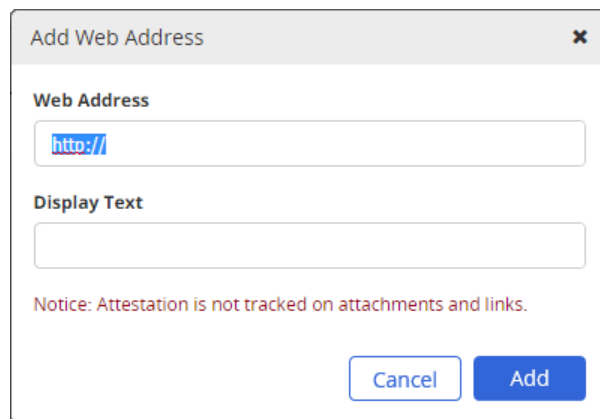 Add Web Address
Web Address
http://
Display Text
Notice: Attestation is not tracked on attachments and links.
Cancel
Add